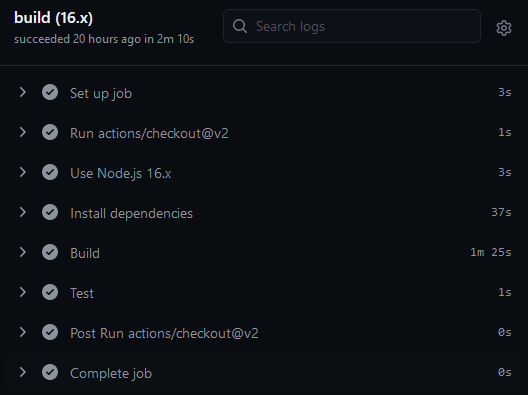 build (16.x)
succeeded 20 hours ago in 2m 10s
Search logs
Set up job 3s
Run actions/checkout@v2 1s
Use Node.js 16.x 3s
Install dependencies 37s
Build 1m 25s
Test 1s
Post Run actions/checkout@v2 0s
Complete job 0s